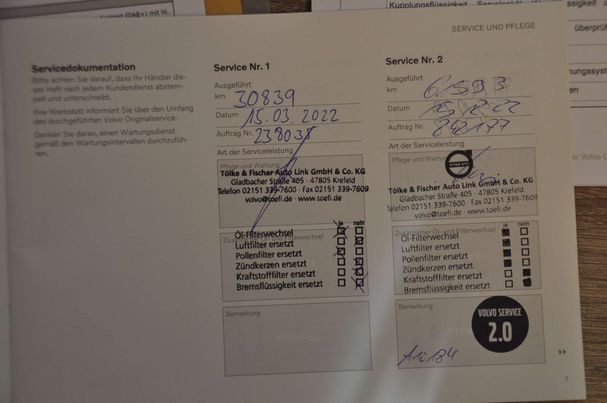 SERVICE UND PFLEGE
Servicedokumentation
Bitte achten Sie darauf, dass Ihr Händler die-
ses Heft nach jedem Kundendienst abstem-
pelt und unterschreibt.
Ihre Werkstatt informiert Sie über den Umfang
des durchgeführten Volvo Originalservice.
Denken Sie daran, einen Wartungsdienst
gemäß den Wartungsintervallen durchzufüh-
ren.
Service Nr. 1
Ausgeführt
km 30839
Datum 15.03.2022
Auftrag Nr. 238038
Art der Serviceleistung
Pflege und Wartung
Tölke & Fischer Auto Link GmbH & Co. KG
Gladbacher Straße 405 · 47805 Krefeld
Telefon 02151 339-7600 · Fax 02151 339-7680
volvo@toefi.de · www.toefi.de
ja nein
Öl-Filterwechsel
Luftfilter ersetzt
Pollenfilter ersetzt
Zündkerzen ersetzt
Kraftstofffilter ersetzt
Bremsflüssigkeit ersetzt
Bemerkung
STEMPEL
Service Nr. 2
Ausgeführt
km
Datum
Auftrag Nr.
Art der Serviceleistung
Pflege und Wartung
VOLVO
Tölke & Fischer Auto Link GmbH & Co. KG
Gladbacher Straße 405 · 47805 Krefeld
Telefon 02151 339-7600 · Fax 02151 339-7680
volvo@toefi.de · www.toefi.de
ja nein
Öl-Filterwechsel
Luftfilter ersetzt
Pollenfilter ersetzt
Zündkerzen ersetzt
Kraftstofffilter ersetzt
Bremsflüssigkeit ersetzt
Bemerkung
VOLVO SERVICE
2.0
7